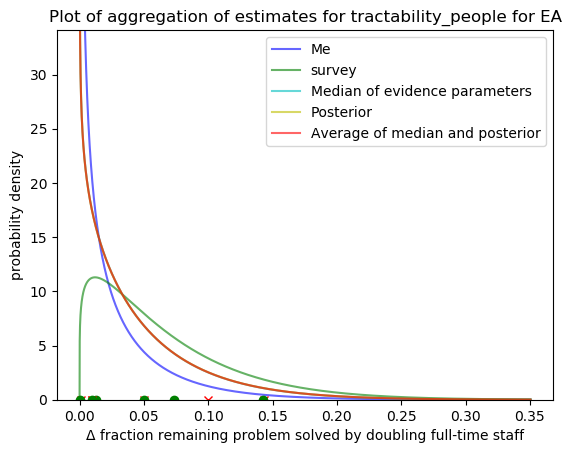 Plot of aggregation of estimates for tractability_people for EA
Me
survey
Median of evidence parameters
Posterior
Average of median and posterior
probability density
30
25
20
15
10
5
0
0.00 0.05 0.10 0.15 0.20 0.25 0.30 0.35
Δ fraction remaining problem solved by doubling full-time staff